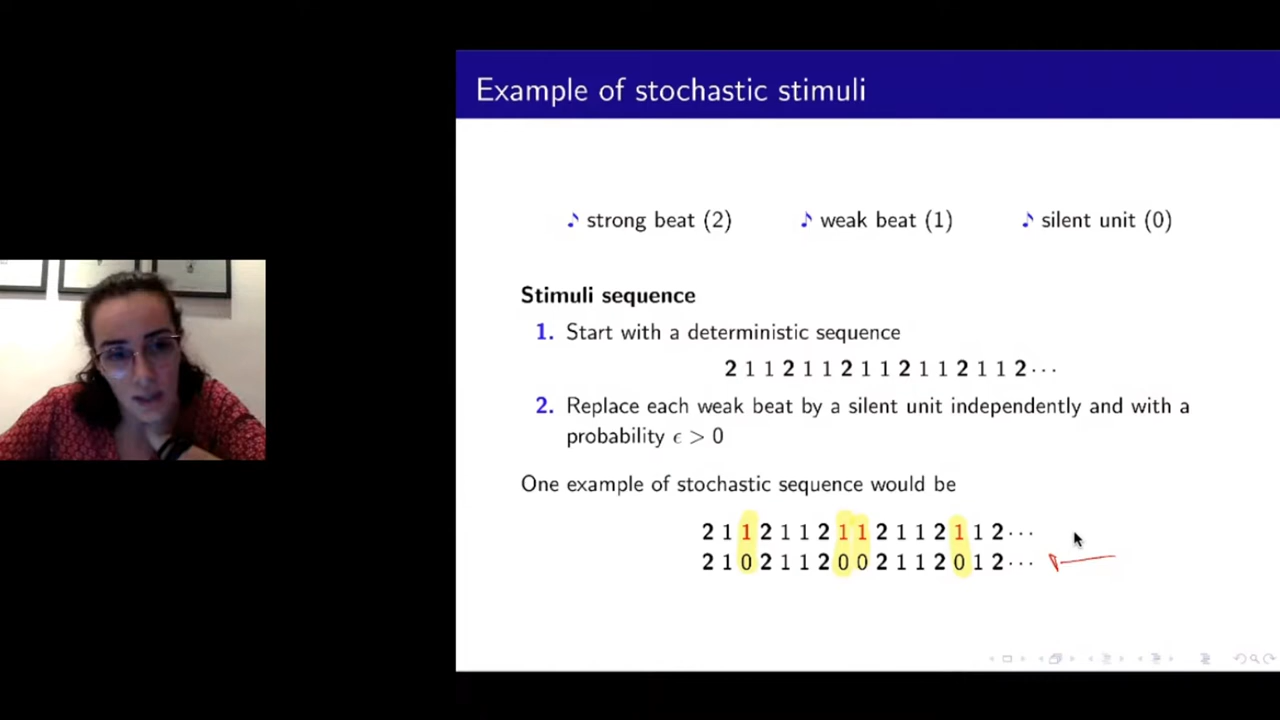 Example of stochastic stimuli
♪ strong beat (2) ♪ weak beat (1) ♪ silent unit (0)
Stimuli sequence
1. Start with a deterministic sequence
2 1 1 2 1 1 2 1 1 2 1 1 2 1 1 2 ···
2. Replace each weak beat by a silent unit independently and with a
probability ϵ > 0
One example of stochastic sequence would be
2 1 1 2 1 1 2 1 1 2 1 1 2 1 1 2 ···
2 1 0 2 1 1 2 0 0 2 1 1 2 0 1 2 ···